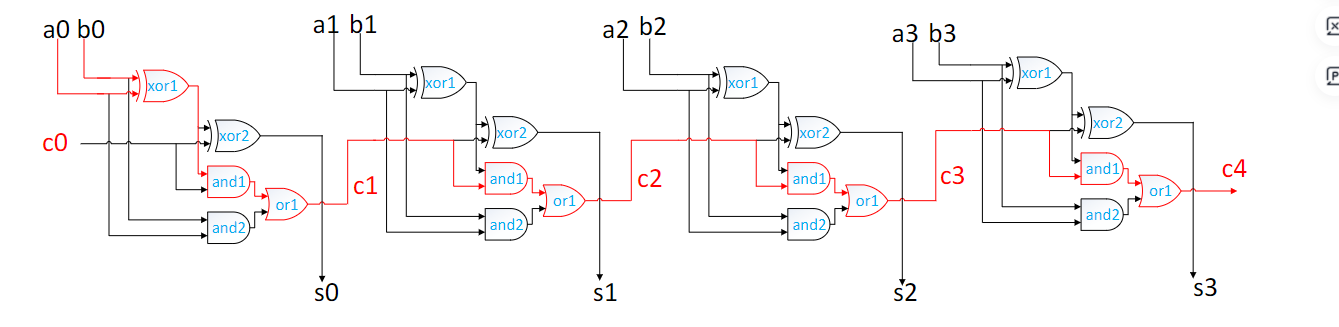 a0 b0
a1 b1
a2 b2
a3 b3
xor1
xor1
xor1
xor1
c0
xor2
xor2
xor2
xor2
and1
c1
and1
c2
and1
c3
and1
c4
or1
or1
or1
or1
and2
and2
and2
and2
s0
s1
s2
s3